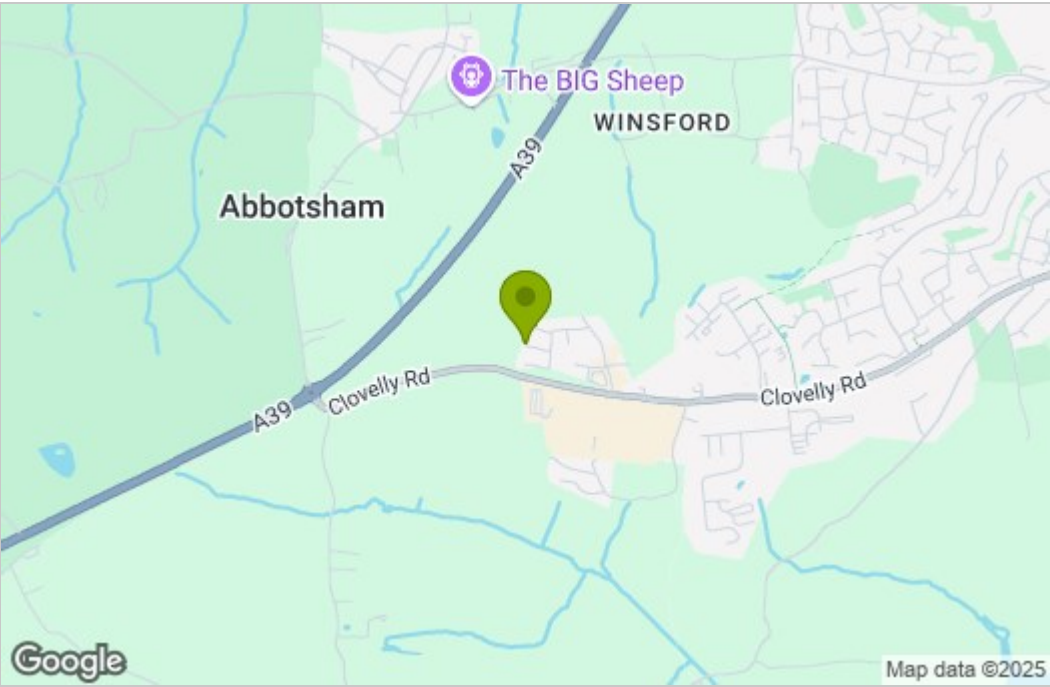 The BIG Sheep
WINSFORD
A39
Abbotsham
Clovelly Rd
Clovelly Rd
A39
Google
Map data ©2025